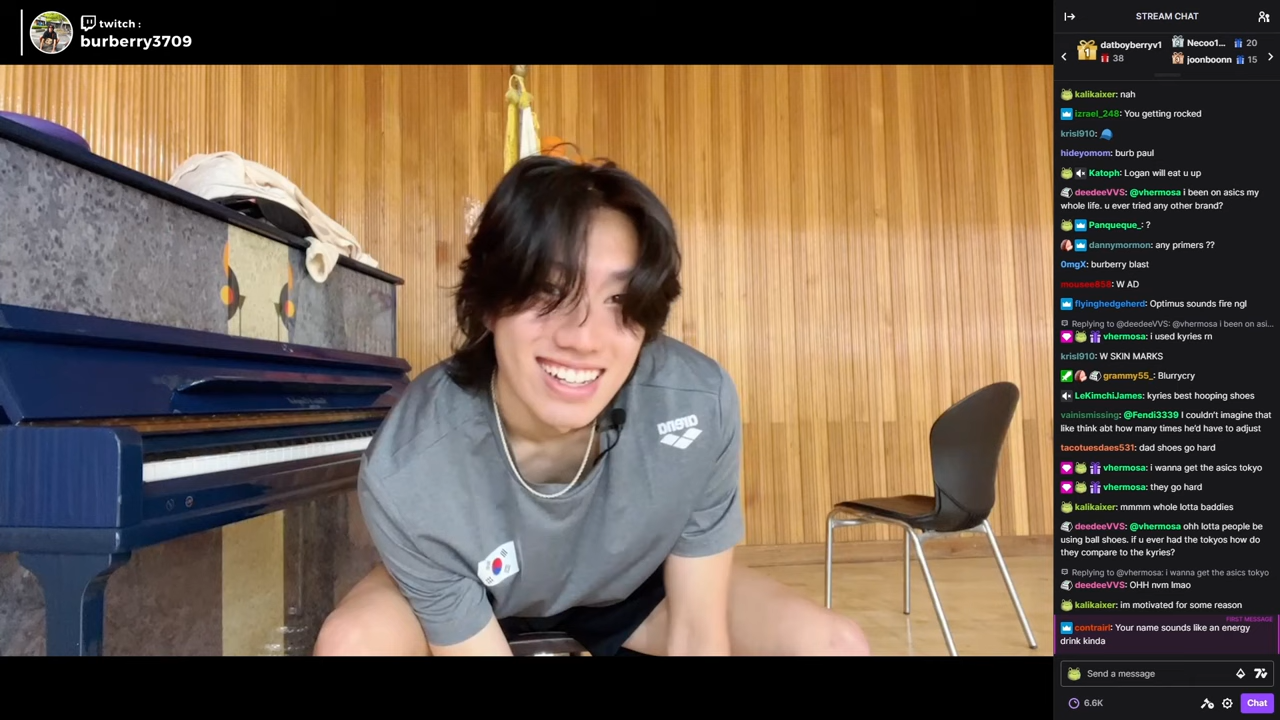 twitch :
burberry3709
arena
STREAM CHAT
datboyberryv1
38
Necoo1... 20
joonboonn 15
kalikaixer: nah
izrael_248: You getting rocked
krisl910:
hideyomom: burb paul
Katoph: Logan will eat u up
deedeeVVS: @vhermosa i been on asics my
whole life. u ever tried any other brand?
Panqueque_: ?
dannymormon: any primers ??
0mgX: burberry blast
mousee858: W AD
flyinghedgeherd: Optimus sounds fire ngl
Replying to @deedeeVVS: @vhermosa i been on asi...
vhermosa: i used kyries rn
krisl910: W SKIN MARKS
grammy55_: Blurrycry
LeKimchiJames: kyries best hooping shoes
vainismissing: @Fendi3339 I couldn't imagine that
like think abt how many times he'd have to adjust
tacotuesdaes531: dad shoes go hard
vhermosa: i wanna get the asics tokyo
vhermosa: they go hard
kalikaixer: mmmm whole lotta baddies
deedeeVVS: @vhermosa ohh lotta people be
using ball shoes. if u ever had the tokyos how do
they compare to the kyries?
Replying to @vhermosa: i wanna get the asics tokyo
deedeeVVS: OHH nvm lmao
kalikaixer: im motivated for some reason
FIRST MESSAGE
contrairl: Your name sounds like an energy
drink kinda
Send a message
6.6K
Chat